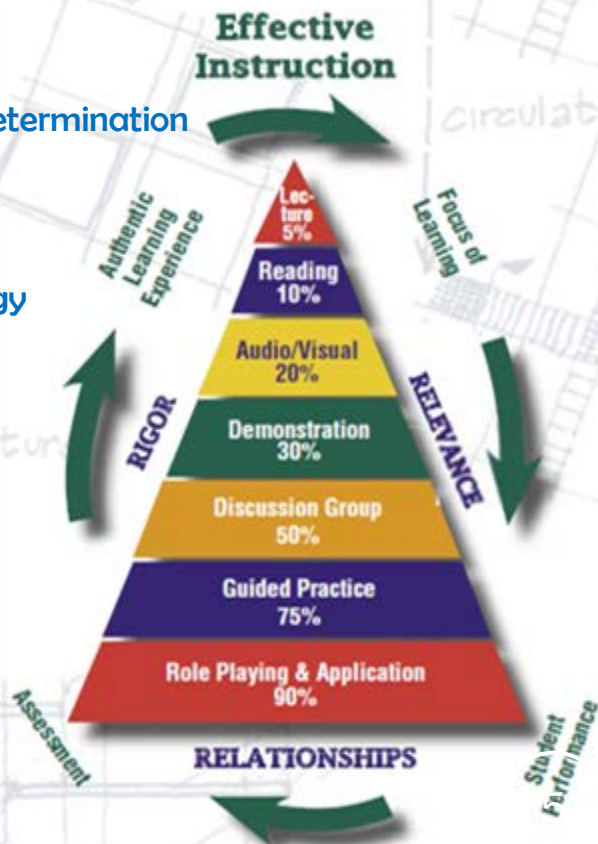 Effective
Instruction
etermination
circulat
Authentic
Learning
Experience
Focus of
Learning
Lec-
ture
5%
Reading
10%
gy
Audio/Visual
20%
RIGOR
RELEVANCE
Demonstration
30%
Discussion Group
50%
Guided Practice
75%
Role Playing & Application
90%
Assessment
RELATIONSHIPS
Student
Performance